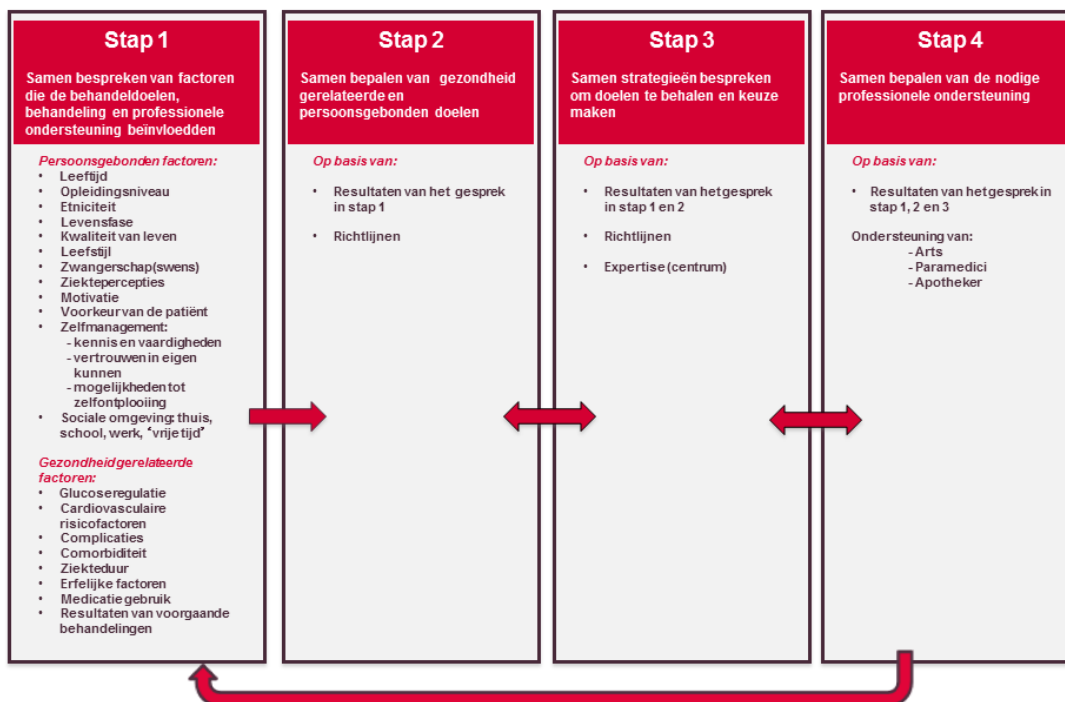 Stap 1
Samen bespreken van factoren
die de behandeldoelen,
behandeling en professionele
ondersteuning beïnvloedden
Persoonsgebonden factoren:
• Leeftijd
• Opleidingsniveau
• Etniciteit
• Levensfase
• Kwaliteit van leven
• Leefstijl
• Zwangerschap(swens)
• Ziektepercepties
• Motivatie
• Voorkeur van de patiënt
• Zelfmanagement:
- kennis en vaardigheden
- vertrouwen in eigen
kunnen
- mogelijkheden tot
zelfontplooiing
• Sociale omgeving: thuis,
school, werk, “vrije tijd”
Gezondheidgerelateerde
factoren:
• Glucoseregulatie
• Cardiovasculaire
risicofactoren
• Complicaties
• Comorbiditeit
• Ziekteduur
• Erfelijke factoren
• Medicatie gebruik
• Resultaten van voorgaande
behandelingen
Stap 2
Samen bepalen van gezondheid
gerelateerde en
persoonsgebonden doelen
Op basis van:
• Resultaten van het gesprek
in stap 1
• Richtlijnen
Stap 3
Samen strategieën bespreken
om doelen te behalen en keuze
maken
Op basis van:
• Resultaten van het gesprek
in stap 1 en 2
• Richtlijnen
• Expertise (centrum)
Stap 4
Samen bepalen van de nodige
professionele ondersteuning
Op basis van:
• Resultaten van het gesprek in
stap 1, 2 en 3
Ondersteuning van:
- Arts
- Paramedici
- Apotheker